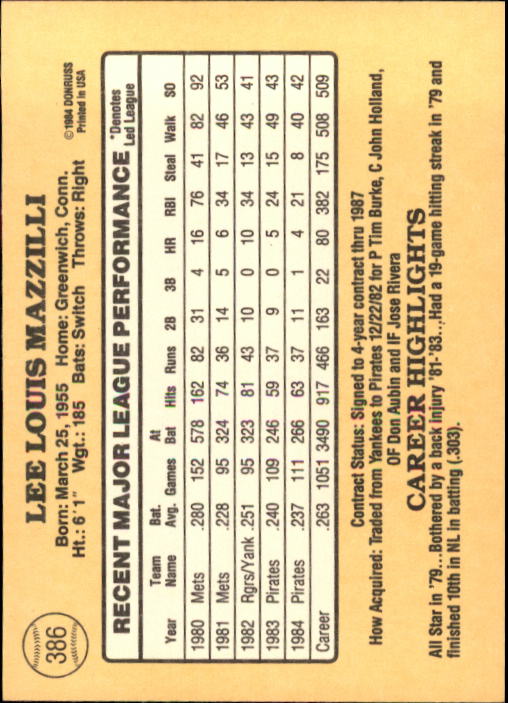 386
LEE LOUIS MAZZILLI
Born: March 25, 1955 Home: Greenwich, Conn.
Ht.: 6'1" Wgt.: 185 Bats: Switch Throws: Right
© 1984 DONRUSS
Printed in USA
RECENT MAJOR LEAGUE PERFORMANCE
*Denotes
Led League
Year Team Name Bat. Avg. Games At Bat Hits Runs 2B 3B HR RBI Steal Walk SO
1980 Mets .280 152 578 162 82 31 4 16 76 41 82 92
1981 Mets .228 95 324 74 36 14 5 6 34 17 46 53
1982 Rgrs/Yank .251 95 323 81 43 10 0 10 34 13 43 41
1983 Pirates .240 109 246 59 37 9 0 5 24 15 49 43
1984 Pirates .237 111 266 63 37 11 1 4 21 8 40 42
Career .263 1051 3490 917 466 163 22 80 382 175 508 509
Contract Status: Signed to 4-year contract thru 1987
How Acquired: Traded from Yankees to Pirates 12/22/82 for P Tim Burke, C John Holland,
OF Don Aubin and IF Jose Rivera
CAREER HIGHLIGHTS
All Star in '79...Bothered by a back injury '81-'83...Had a 19-game hitting streak in '79 and
finished 10th in NL in batting (.303).